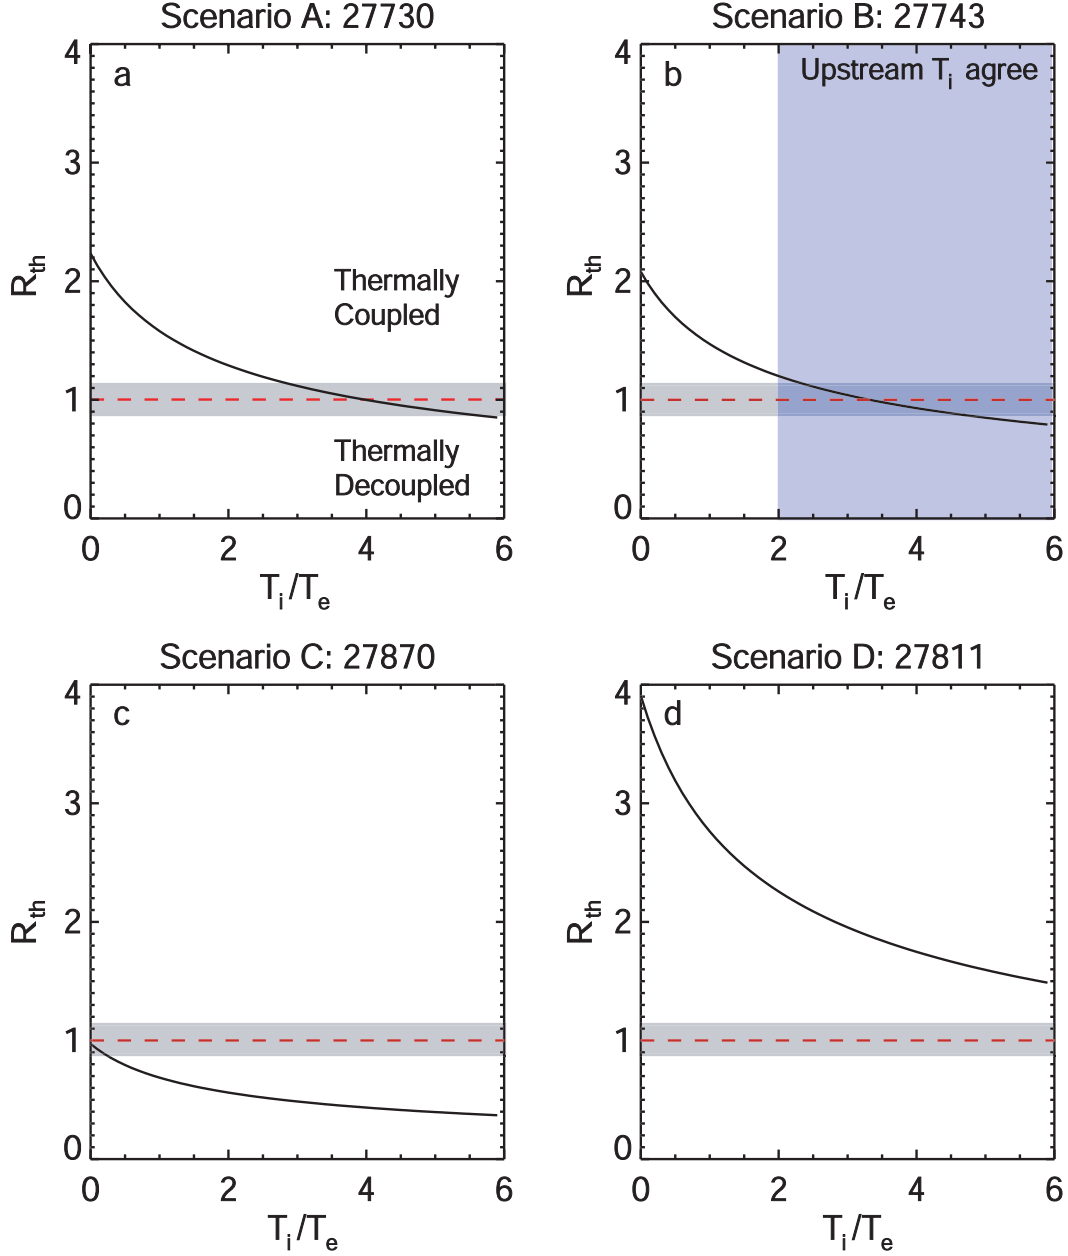 Scenario A: 27730
a
4
3
2
1
0
R_th
Thermally
Coupled
Thermally
Decoupled
0 2 4 6
T_i/T_e
Scenario B: 27743
b
Upstream T_i agree
4
3
2
1
0
R_th
0 2 4 6
T_i/T_e
Scenario C: 27870
c
4
3
2
1
0
R_th
0 2 4 6
T_i/T_e
Scenario D: 27811
d
4
3
2
1
0
R_th
0 2 4 6
T_i/T_e